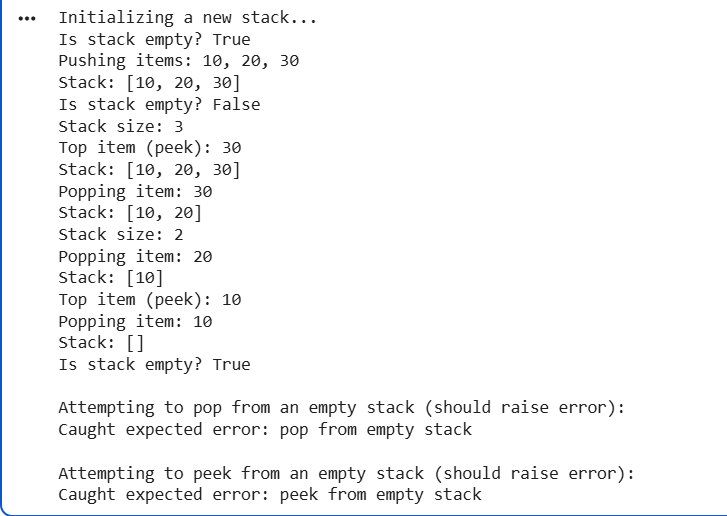 Initializing a new stack...
Is stack empty? True
Pushing items: 10, 20, 30
Stack: [10, 20, 30]
Is stack empty? False
Stack size: 3
Top item (peek): 30
Stack: [10, 20, 30]
Popping item: 30
Stack: [10, 20]
Stack size: 2
Popping item: 20
Stack: [10]
Top item (peek): 10
Popping item: 10
Stack: []
Is stack empty? True
Attempting to pop from an empty stack (should raise error):
Caught expected error: pop from empty stack
Attempting to peek from an empty stack (should raise error):
Caught expected error: peek from empty stack